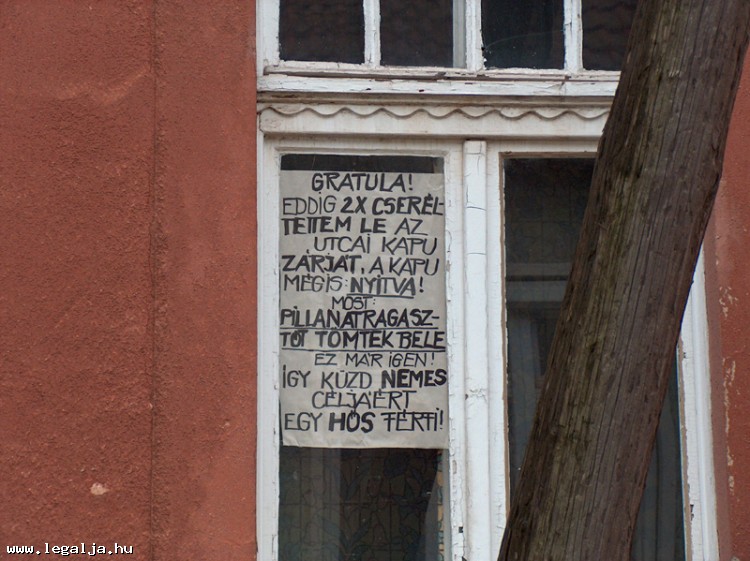 GRATULA!
EDDIG 2X CSERÉL-
TETTEM LE AZ
UTCAI KAPU
ZÁRJÁT, A KAPU
MÉGIS: NYITVA!
MOST:
PILLANATRAGASZ-
TÓT TÖMTEK BELE
EZ MÁR IGEN!
ÍGY KÜZD NEMES
CÉLJÁÉRT
EGY HŐS FÉRFI!
www.legalja.hu